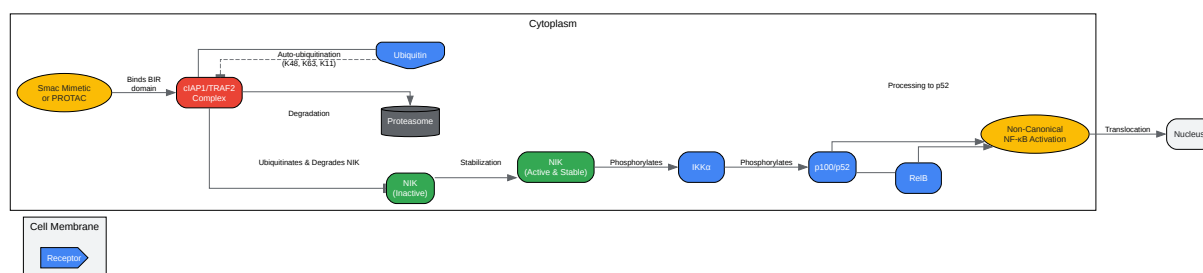 Cytoplasm
Smac Mimetic
or PROTAC
Binds BIR
domain
cIAP1/TRAF2
Complex
Auto-ubiquitination
(K48, K63, K11)
Ubiquitin
Degradation
Proteasome
Ubiquitinates & Degrades NIK
NIK
(Inactive)
Stabilization
NIK
(Active & Stable)
Phosphorylates
IKKα
Phosphorylates
p100/p52
RelB
Processing to p52
Non-Canonical
NF-κB Activation
Translocation
Nucleus
Cell Membrane
Receptor